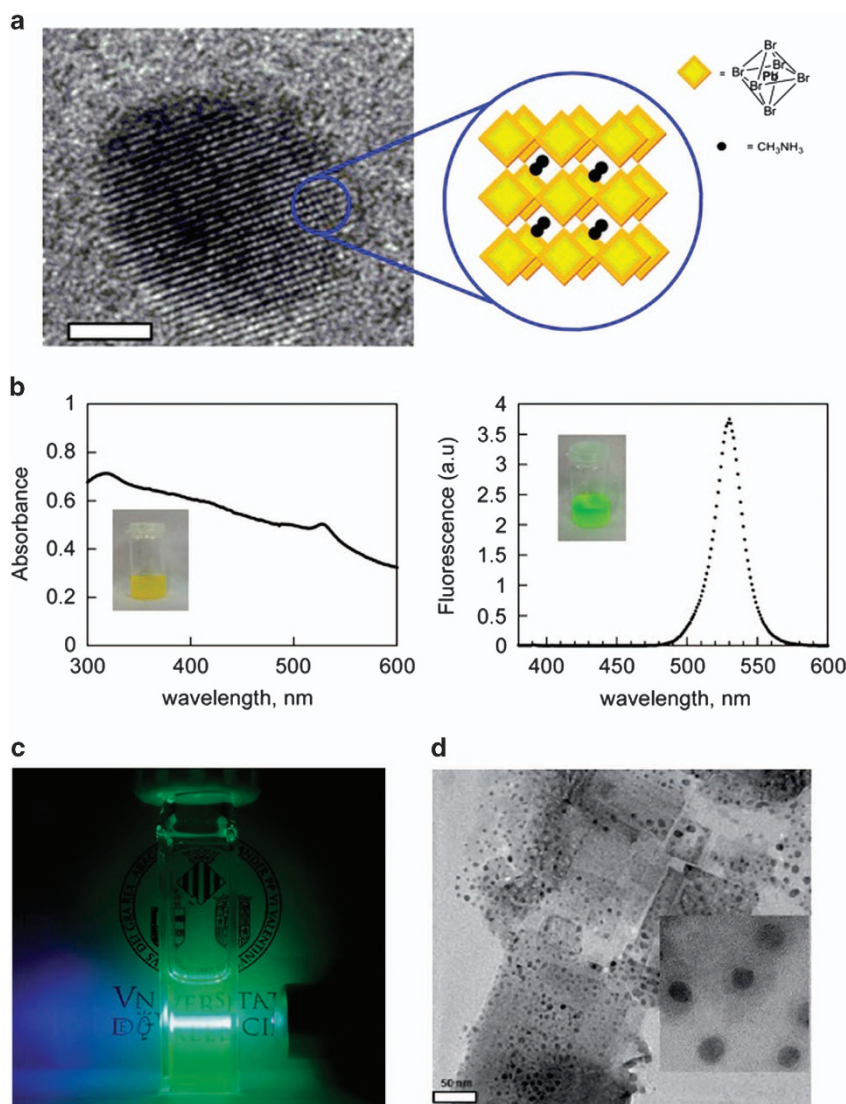 a
Br
Br
Br
Pb
Br
Br
Br
=
= CH₃NH₃
b
1
0.8
0.6
0.4
0.2
0
300
400
500
600
Absorbance
wavelength, nm
4
3.5
3
2.5
2
1.5
1
0.5
0
400
450
500
550
600
Fluorescence (a.u)
wavelength, nm
c
d
50 nm